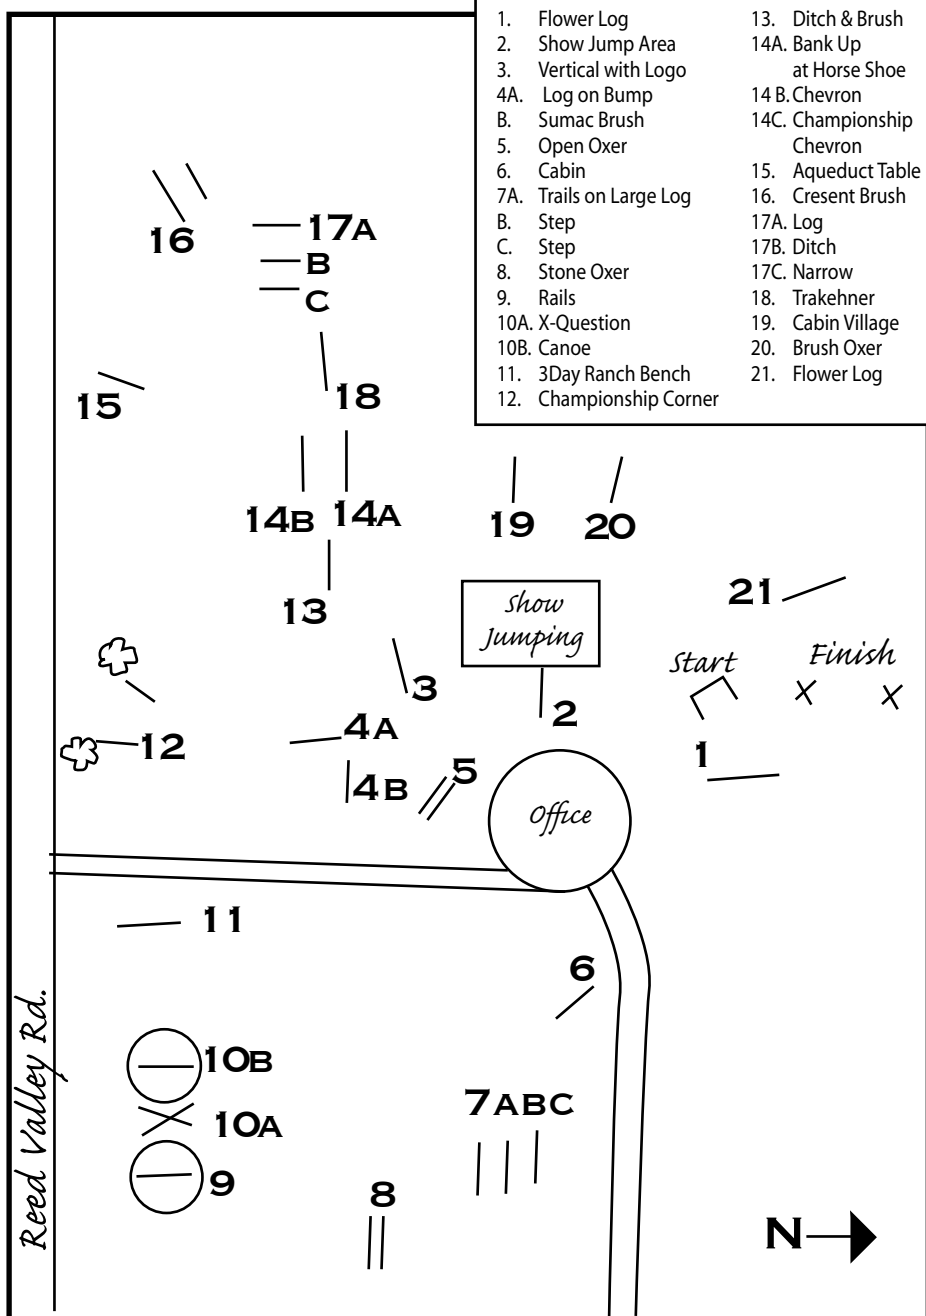 1. Flower Log
2. Show Jump Area
3. Vertical with Logo
4A. Log on Bump
B. Sumac Brush
5. Open Oxer
6. Cabin
7A. Trails on Large Log
B. Step
C. Step
8. Stone Oxer
9. Rails
10A. X-Question
10B. Canoe
11. 3Day Ranch Bench
12. Championship Corner
13. Ditch & Brush
14A. Bank Up
at Horse Shoe
14 B. Chevron
14C. Championship
Chevron
15. Aqueduct Table
16. Cresent Brush
17A. Log
17B. Ditch
17C. Narrow
18. Trakehner
19. Cabin Village
20. Brush Oxer
21. Flower Log
16
17A
B
C
15
18
14B
14A
19
20
13
Show
Jumping
21
Start
Finish
3
2
4A
12
1
4B
5
Office
11
6
10B
7ABC
10A
9
8
Reed Valley Rd.
N